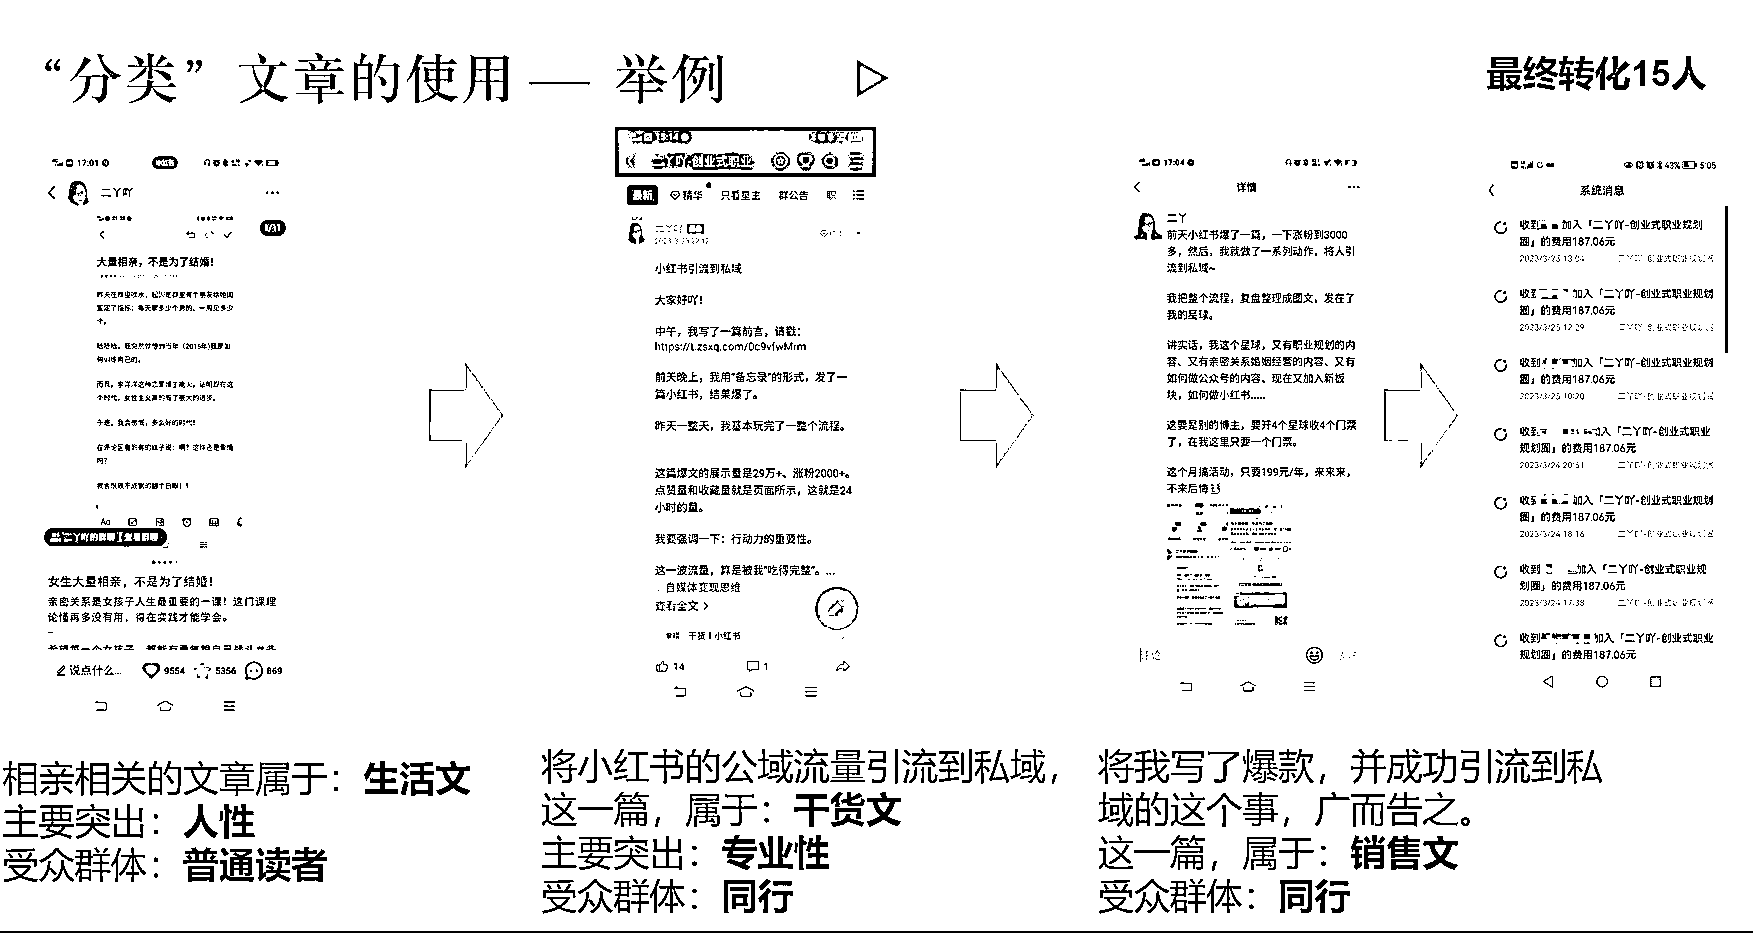 “分类”文章的使用 — 举例
最终转化15人
17:01
二丫吖
1/31
大量相亲，不是为了结婚！
Aa
女生大量相亲，不是为了结婚！
亲密关系是女孩子人生最重要的一课！这门课理
论懂再多没有用，得在实践才能学会。
说点什么...
9554
5356
869
相亲相关的文章属于：生活文
主要突出：人性
受众群体：普通读者
二丫吖-创业式职业
最新
精华
只看星主
群公告
职
小红书引流到私域
大家好吖！
中午，我写了一篇前言，请戳：
https://t.zsxq.com/0c9vfwMrm
前天晚上，我用“备忘录”的形式，发了一
篇小红书，结果爆了。
昨天一整天，我基本玩完了一整个流程。
这篇爆文的展示量是29万+、涨粉2000+。
点赞量和收藏量就是页面所示，这就是24
小时的量。
我要强调一下：行动力的重要性。
这一波流量，算是被我“吃得完整”。...
自媒体变现思维
查看全文 >
干货 | 小红书
14
1
将小红书的公域流量引流到私域，
这一篇，属于：干货文
主要突出：专业性
受众群体：同行
17:04
详情
二丫
前天小红书爆了一篇，一下涨粉到3000
多，然后，我就做了一系列动作，将人引
流到私域~
我把整个流程，复盘整理成图文，发在了
我的星球。
讲实话，我这个星球，又有职业规划的内
容、又有亲密关系婚姻经营的内容、又有
如何做公众号的内容、现在又加入新板
块，如何做小红书.....
这要是别的博主，要开4个星球收4个门票
了，在我这里只要一个门票。
这个月搞活动，只要199元/年，来来来，
不来后悔
将我写了爆款，并成功引流到私
域的这个事，广而告之。
这一篇，属于：销售文
受众群体：同行
43%
5:05
系统消息
收到 加入「二丫吖-创业式职业规划
圈」的费用187.06元
2023/3/25 13:04
收到 加入「二丫吖-创业式职业规划
圈」的费用187.06元
2023/3/25 12:29
收到 加入「二丫吖-创业式职业规划
圈」的费用187.06元
2023/3/25 10:20
收到 加入「二丫吖-创业式职业
规划圈」的费用187.06元
2023/3/24 20:51
收到 加入「二丫吖-创业式职业规划
圈」的费用187.06元
2023/3/24 18:16
收到 加入「二丫吖-创业式职业规
划圈」的费用187.06元
2023/3/24 17:38
收到 加入「二丫吖-创业式职业
规划圈」的费用187.06元